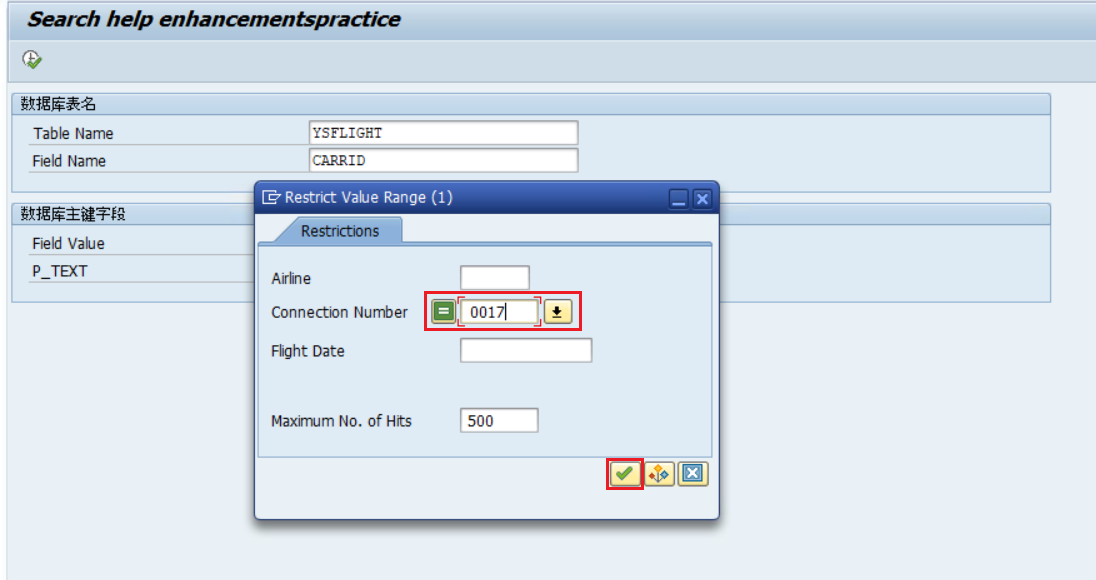 Search help enhancementspractice
数据库表名
Table Name YSFLIGHT
Field Name CARRID
Restrict Value Range (1)
数据库主键字段
Restrictions
Field Value
P_TEXT
Airline
Connection Number = 0017
Flight Date
Maximum No. of Hits 500